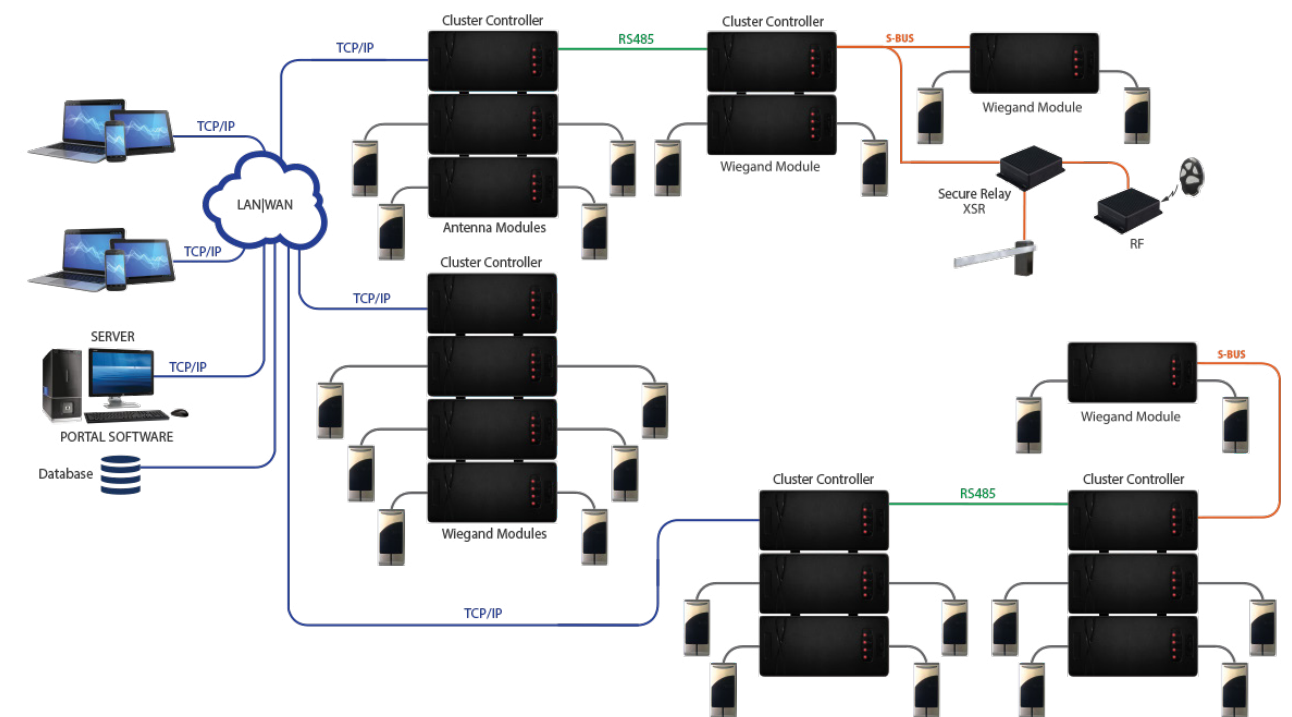 Cluster Controller
Cluster Controller
TCP/IP
RS485
S-BUS
Wiegand Module
TCP/IP
Wiegand Module
Secure Relay
XSR
LAN|WAN
Antenna Modules
RF
TCP/IP
Cluster Controller
TCP/IP
SERVER
TCP/IP
S-BUS
Wiegand Module
PORTAL SOFTWARE
Database
Cluster Controller
Cluster Controller
RS485
Wiegand Modules
TCP/IP